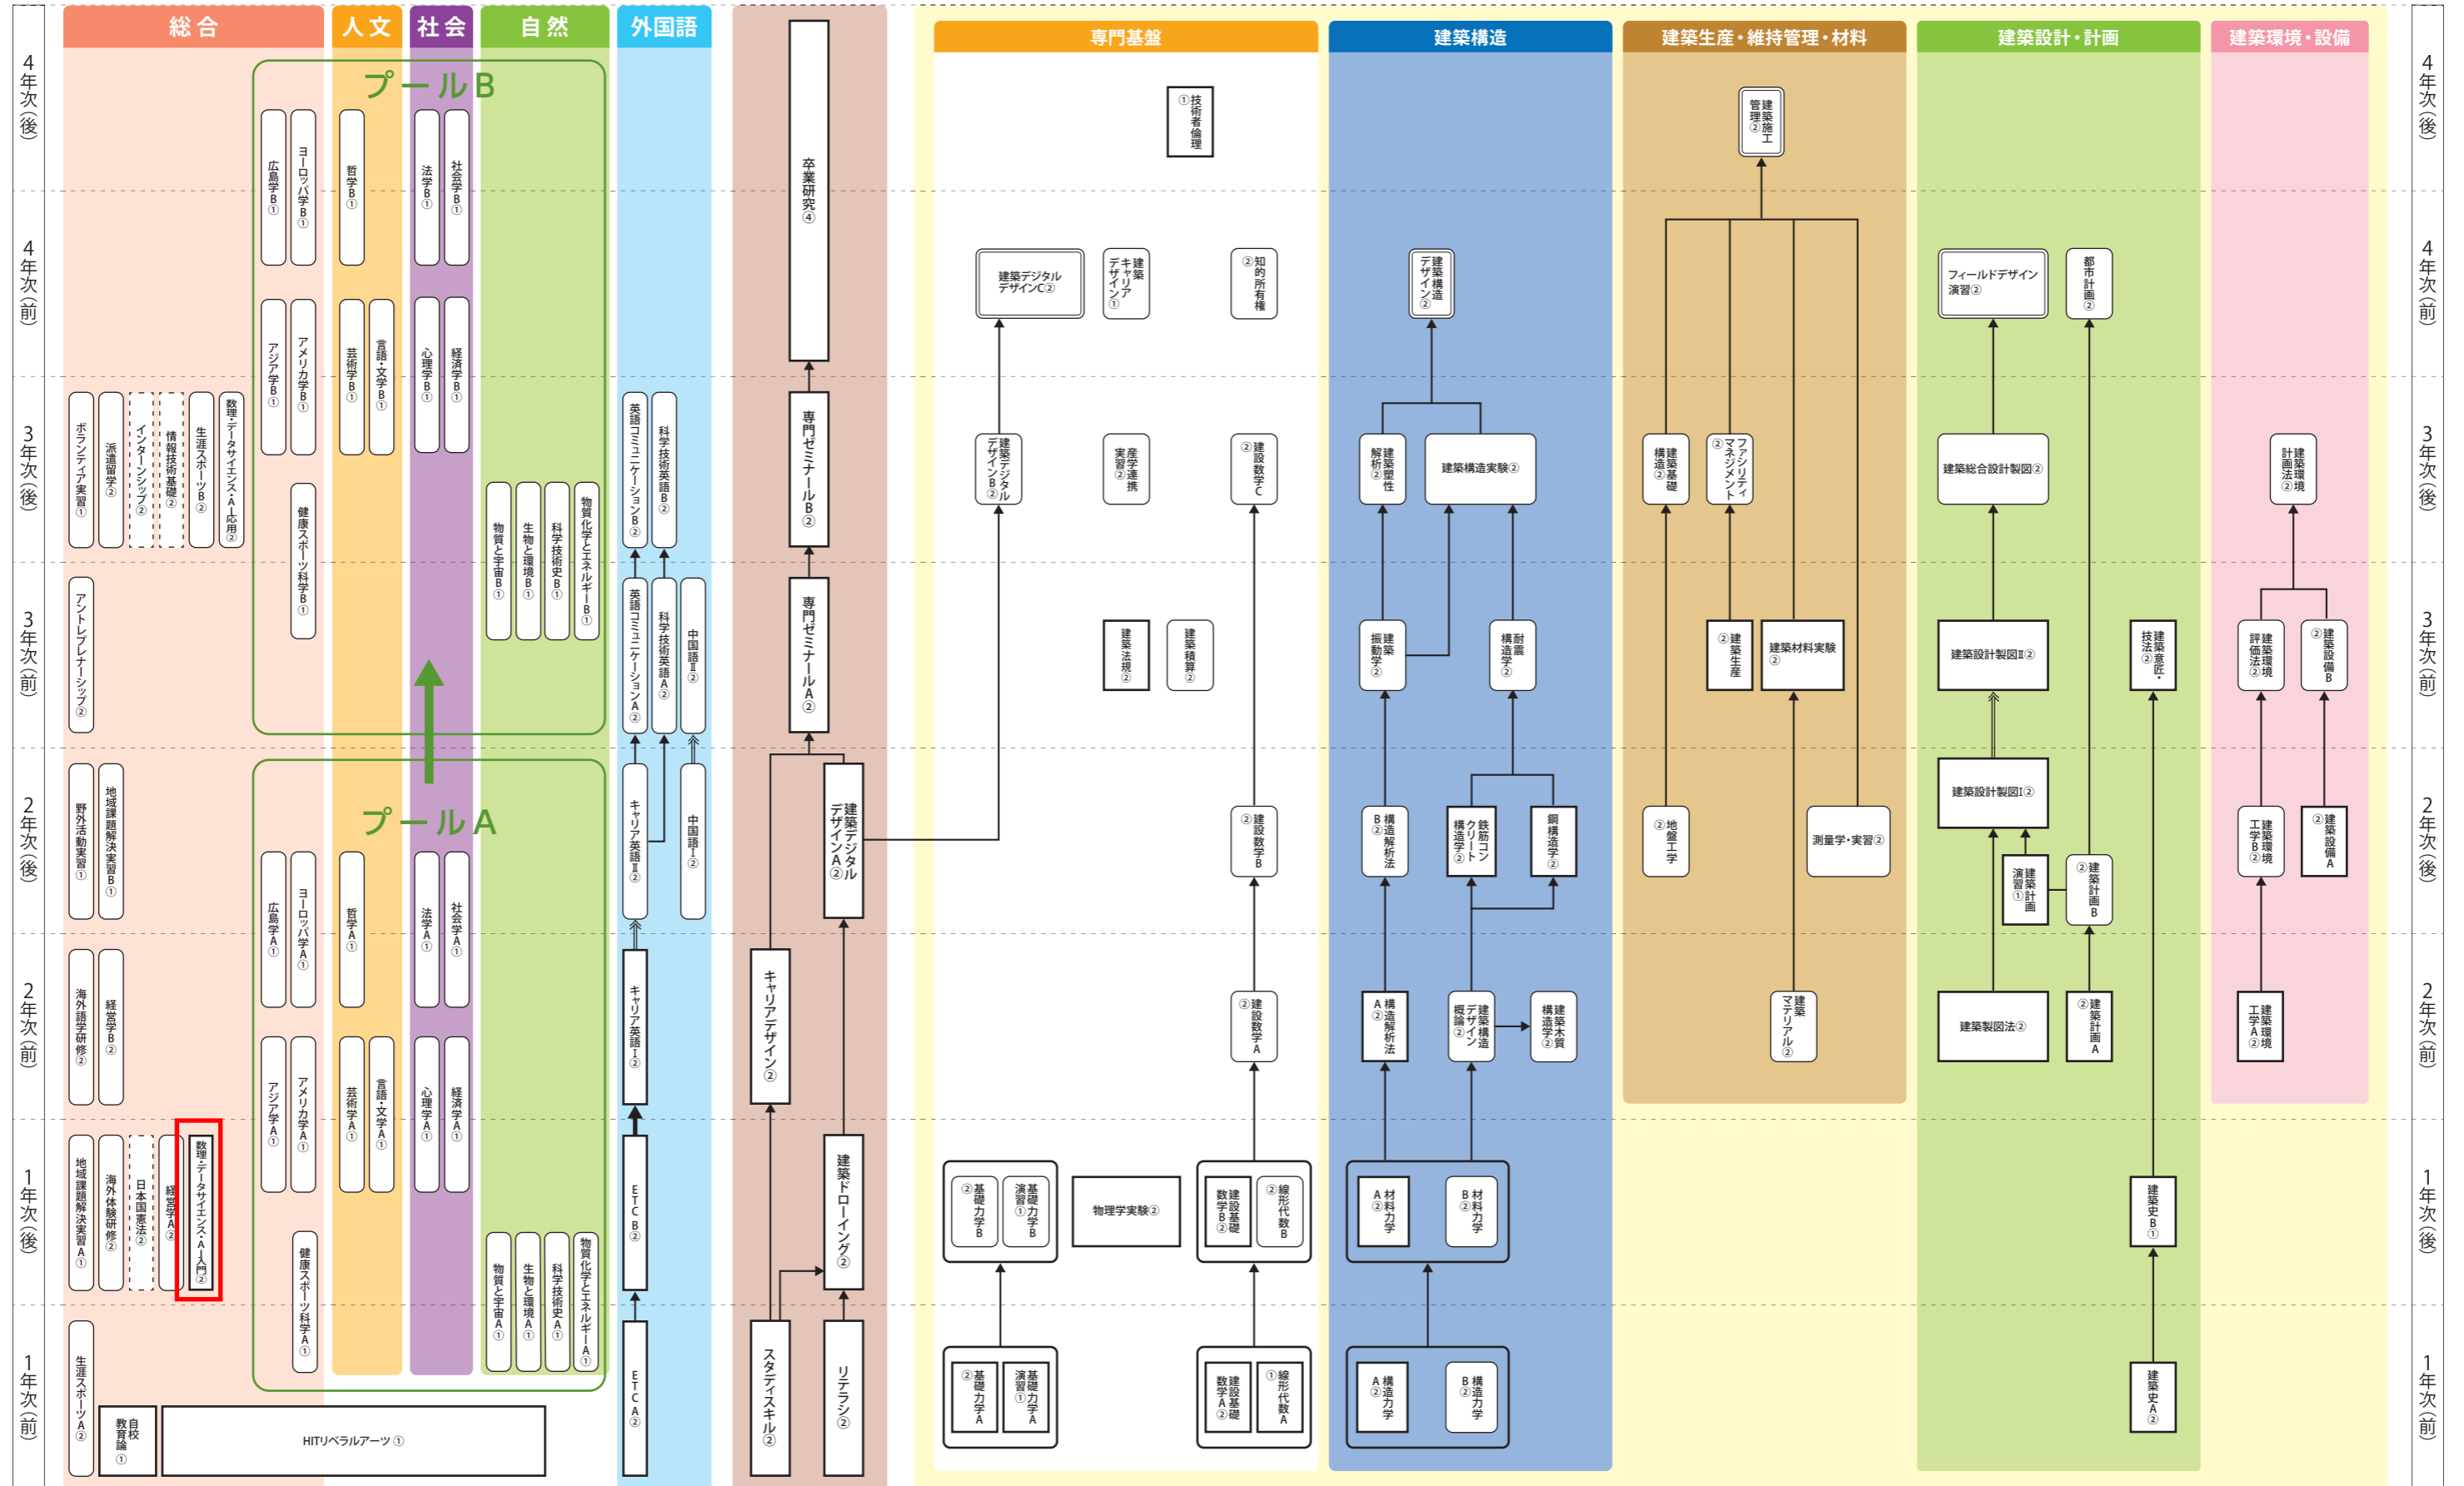 総合
人文
社会
自然
外国語
専門基盤
建築構造
建築生産・維持管理・材料
建築設計・計画
建築環境・設備
4年次(後)
プールB
広島学B①
ヨーロッパ学B①
哲学B①
法学B①
社会学B①
卒業研究④
技術者倫理①
建築施工管理②
4年次(後)
4年次(前)
アジア学B①
アメリカ学B①
芸術学B①
言語・文学B①
心理学B①
経済学B①
建築デジタル
デザインC②
建築
キャリア
デザイン①
知的所有権②
建築構造
デザイン②
フィールドデザイン
演習②
都市計画②
4年次(前)
3年次(後)
ボランティア実習①
派遣留学②
インターンシップ②
情報技術基礎②
生涯スポーツB②
数理・データサイエンス・AI応用②
健康スポーツ科学B①
物質と宇宙B①
生物と環境B①
科学技術史B①
物質化学とエネルギーB①
英語コミュニケーションB②
科学技術英語B②
専門ゼミナールB②
建築デジタル
デザインB②
産学連携
実習②
建設数学C②
建築塑性
解析②
建築構造実験②
建築基礎
構造②
ファシリティ
マネジメント②
建築総合設計製図②
建築環境
計画法②
3年次(後)
3年次(前)
アントレプレナーシップ②
英語コミュニケーションA②
科学技術英語A②
中国語Ⅱ②
専門ゼミナールA②
建築法規②
建築積算②
建築
振動学②
耐震
構造学②
建築生産②
建築材料実験
②
建築設計製図Ⅱ②
建築意匠・
技法②
建築環境
評価法②
建築設備B②
3年次(前)
2年次(後)
野外活動実習①
地域課題解決実習B①
プールA
広島学A①
ヨーロッパ学A①
哲学A①
法学A①
社会学A①
キャリア英語Ⅱ②
中国語Ⅰ②
建築デジタル
デザインA②
建設数学B②
構造解析法
B②
鉄筋コン
クリート
構造学②
鋼構造学②
地盤工学②
測量学・実習②
建築設計製図Ⅰ②
建築計画
演習①
建築計画B②
建築環境
工学B②
建築設備A②
2年次(後)
2年次(前)
海外語学研修②
経営学B②
アジア学A①
アメリカ学A①
芸術学A①
言語・文学A①
心理学A①
経済学A①
キャリア英語Ⅰ②
キャリアデザイン②
建設数学A②
構造解析法
A②
建築構造
デザイン
概論②
建築木質
構造学②
建築
マテリアル②
建築製図法②
建築計画A②
建築環境
工学A②
2年次(前)
1年次(後)
地域課題解決実習A①
海外体験研修②
日本国憲法②
経営学A②
数理・データサイエンス・AI入門②
健康スポーツ科学A①
物質と宇宙A①
生物と環境A①
科学技術史A①
物質化学とエネルギーA①
ETCB②
建築ドローイング②
基礎力学B②
基礎力学B
演習①
物理学実験②
建設基礎
数学B②
線形代数B②
材料力学
A②
材料力学
B②
建築史B①
1年次(後)
1年次(前)
生涯スポーツA②
自校
教育論①
HITリベラルアーツ①
ETCA②
スタディスキル②
リテラシ②
基礎力学A②
基礎力学A
演習①
建設基礎
数学A②
線形代数A①
構造力学
A②
構造力学
B②
建築史A②
1年次(前)